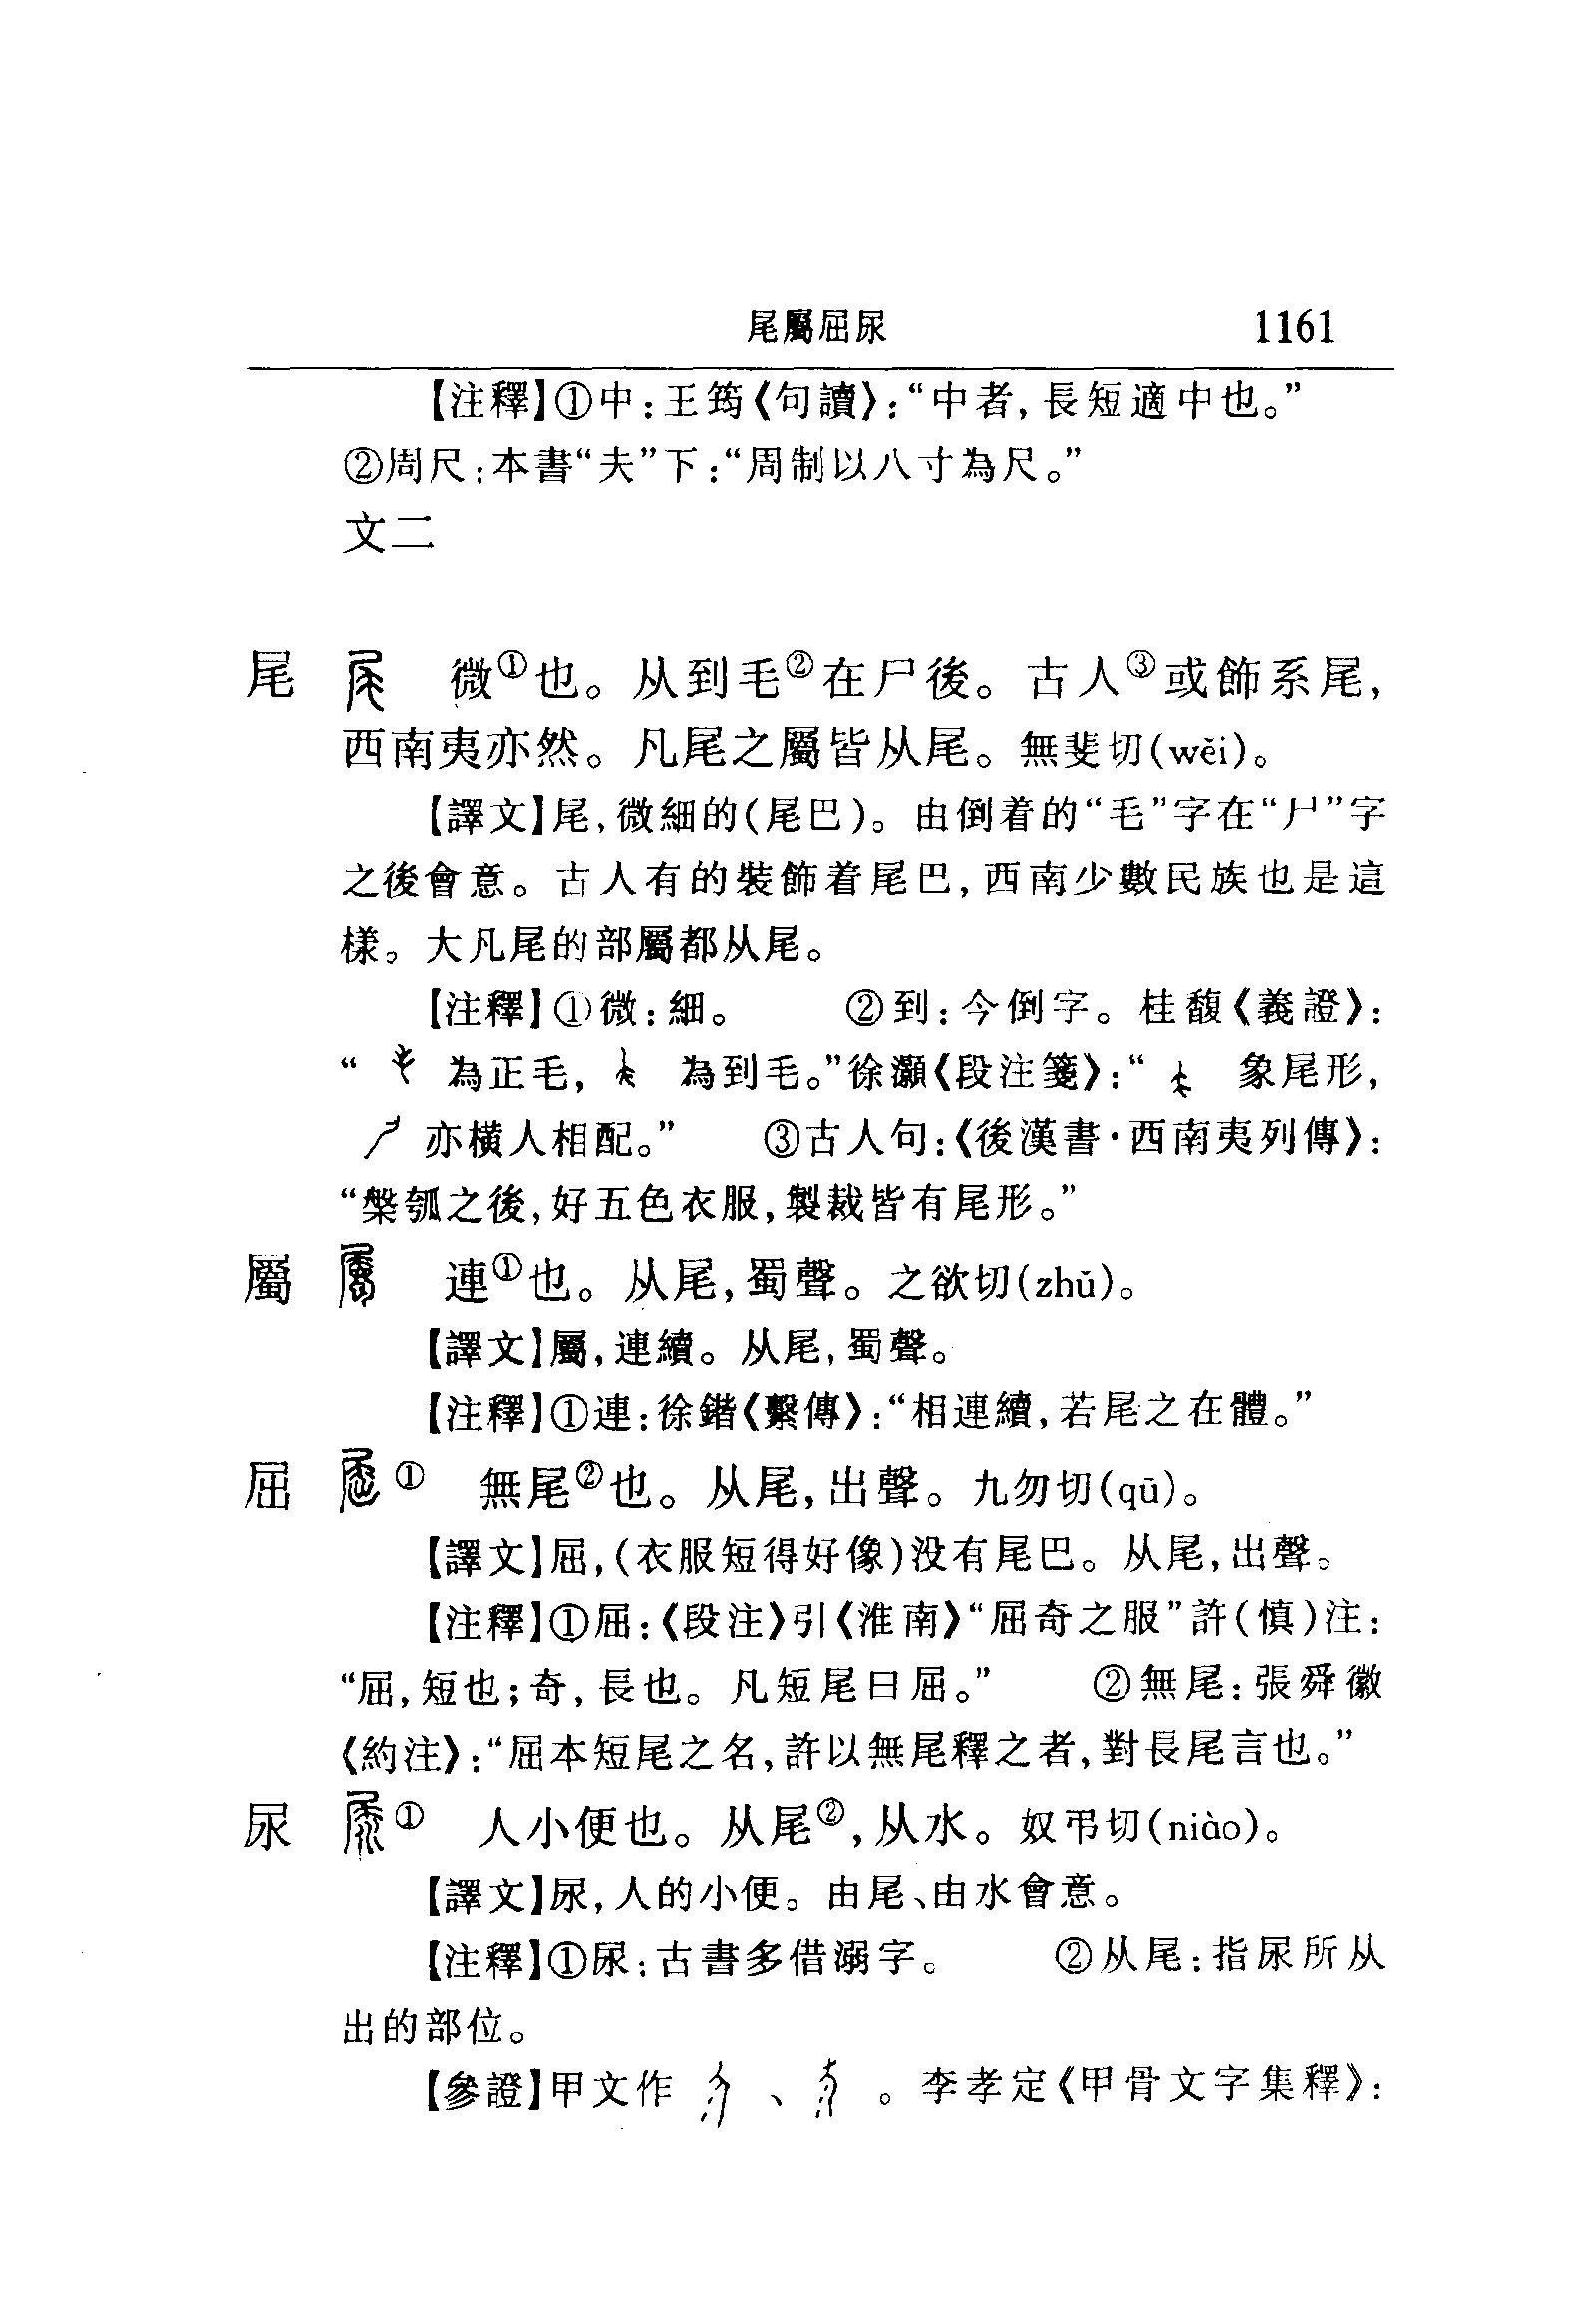 尾屬屈尿 1161
【注釋】①中：王筠《句讀》：“中者，長短適中也。”
②周尺：本書“夫”下：“周制以八寸為尺。”
文二
尾 微①也。从到毛②在尸後。古人③或飾系尾，
西南夷亦然。凡尾之屬皆从尾。無斐切(wěi)。
【譯文】尾，微細的(尾巴)。由倒着的“毛”字在“尸”字
之後會意。古人有的裝飾着尾巴，西南少數民族也是這
樣。大凡尾的部屬都从尾。
【注釋】①微：細。 ②到：今倒字。桂馥《義證》：
“ 為正毛， 為到毛。”徐灝《段注箋》：“ 象尾形，
亦橫人相配。” ③古人句：《後漢書·西南夷列傳》：
“槃瓠之後，好五色衣服，製裁皆有尾形。”
屬 連①也。从尾，蜀聲。之欲切(zhǔ)。
【譯文】屬，連續。从尾，蜀聲。
【注釋】①連：徐鍇《繫傳》：“相連續，若尾之在體。”
屈 ① 無尾②也。从尾，出聲。九勿切(qū)。
【譯文】屈，(衣服短得好像)没有尾巴。从尾，出聲。
【注釋】①屈：《段注》引《淮南》“屈奇之服”許(慎)注：
“屈，短也；奇，長也。凡短尾曰屈。” ②無尾：張舜徽
《約注》：“屈本短尾之名，許以無尾釋之者，對長尾言也。”
尿 ① 人小便也。从尾②，从水。奴弔切(niào)。
【譯文】尿，人的小便。由尾、由水會意。
【注釋】①尿：古書多借溺字。 ②从尾：指尿所从
出的部位。
【參證】甲文作 、 。李孝定《甲骨文字集釋》：